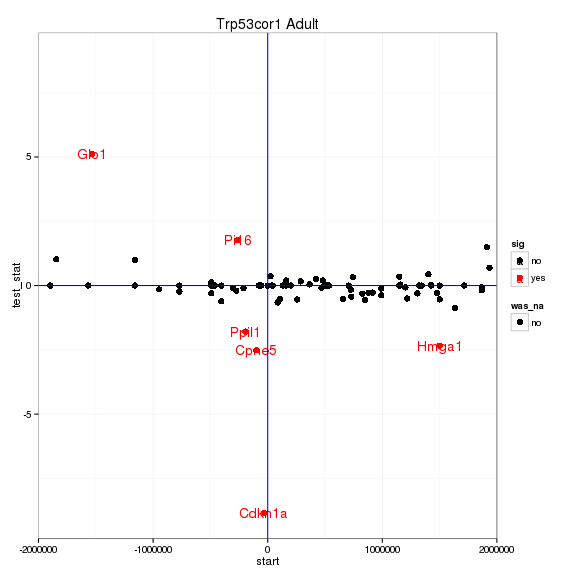 Trp53cor1 Adult
Glo1
5
Pi16
sig
no
yes
0
test_stat
was_na
no
Ppil1
Cpne5
Hmga1
-5
Cdkn1a
-2000000 -1000000 0 1000000 2000000
start